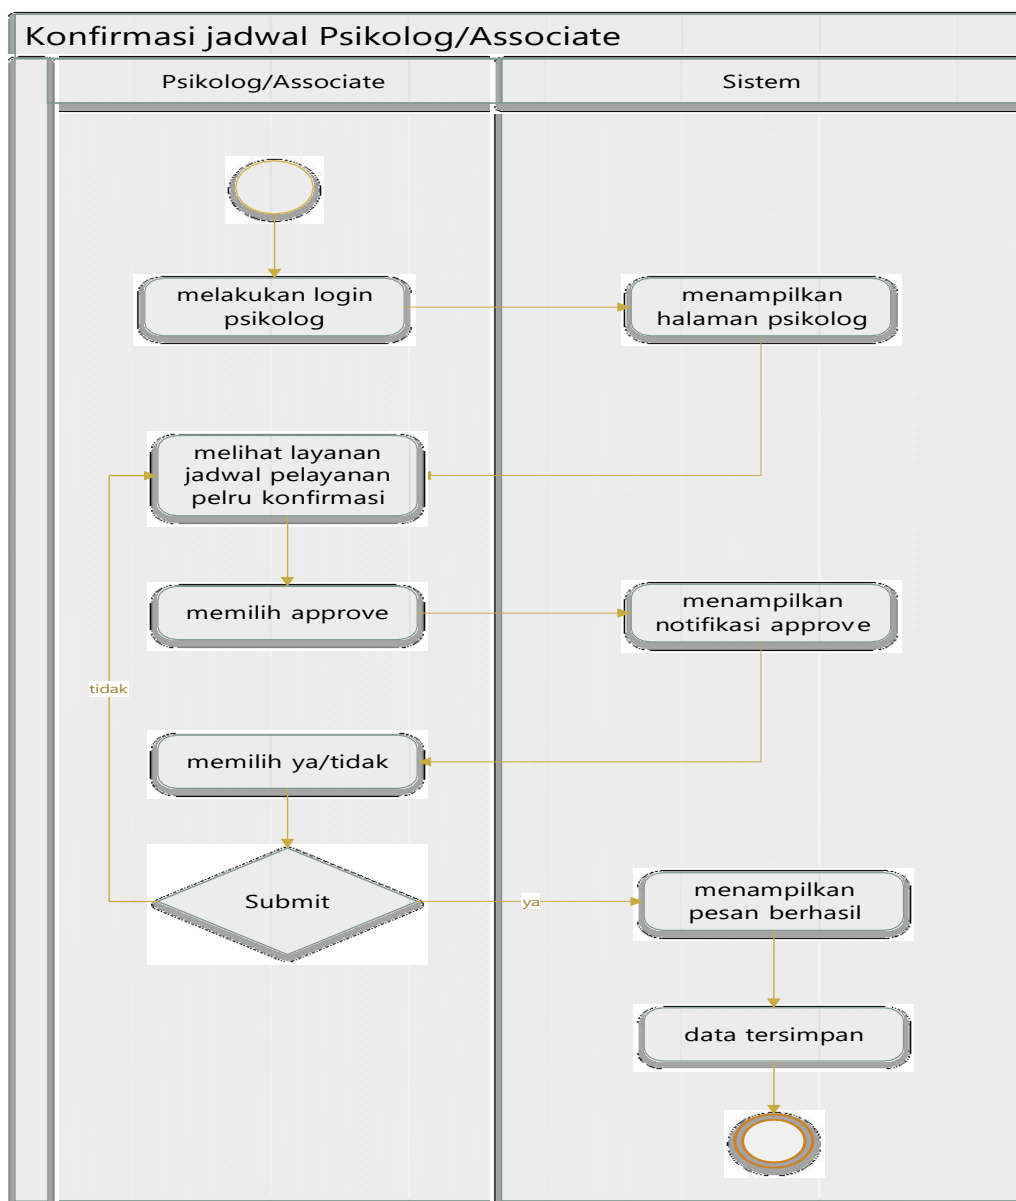 Konfirmasi jadwal Psikolog/Associate
Psikolog/Associate
Sistem
melakukan login
psikolog
menampilkan
halaman psikolog
melihat layanan
jadwal pelayanan
pelru konfirmasi
memilih approve
menampilkan
notifikasi approve
tidak
memilih ya/tidak
Submit
ya
menampilkan
pesan berhasil
data tersimpan